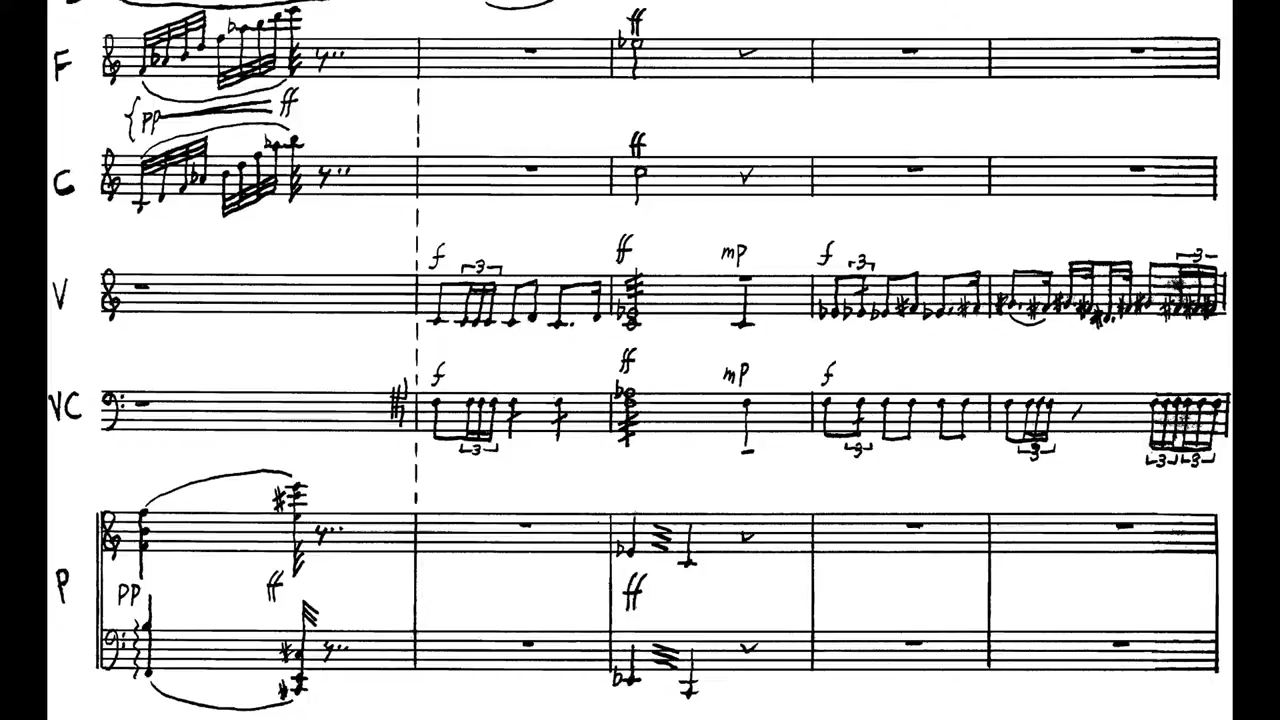 ff
F
pp ff
ff
C
f 3 ff mp f 3 3
V
ff
f mp f
VC
3 3 3 3 3
P
pp ff ff